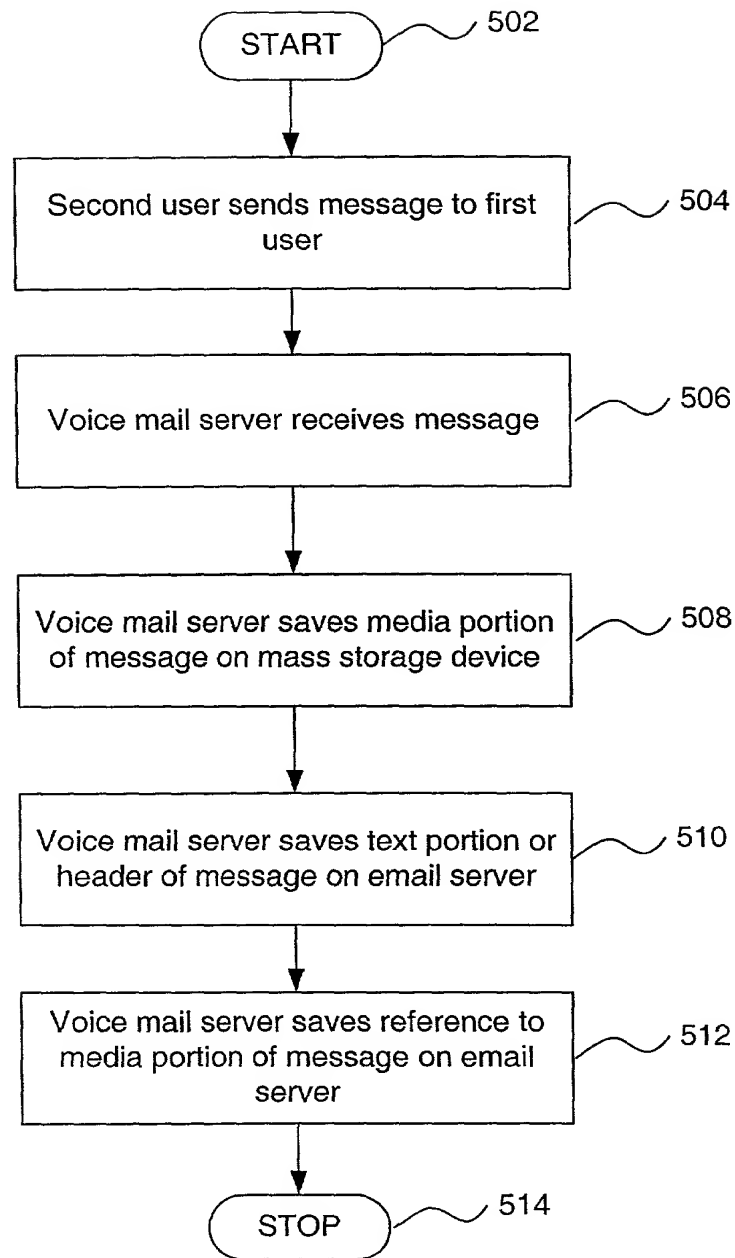 START
502
Second user sends message to first
user
504
Voice mail server receives message
506
Voice mail server saves media portion
of message on mass storage device
508
Voice mail server saves text portion or
header of message on email server
510
Voice mail server saves reference to
media portion of message on email
server
512
STOP
514